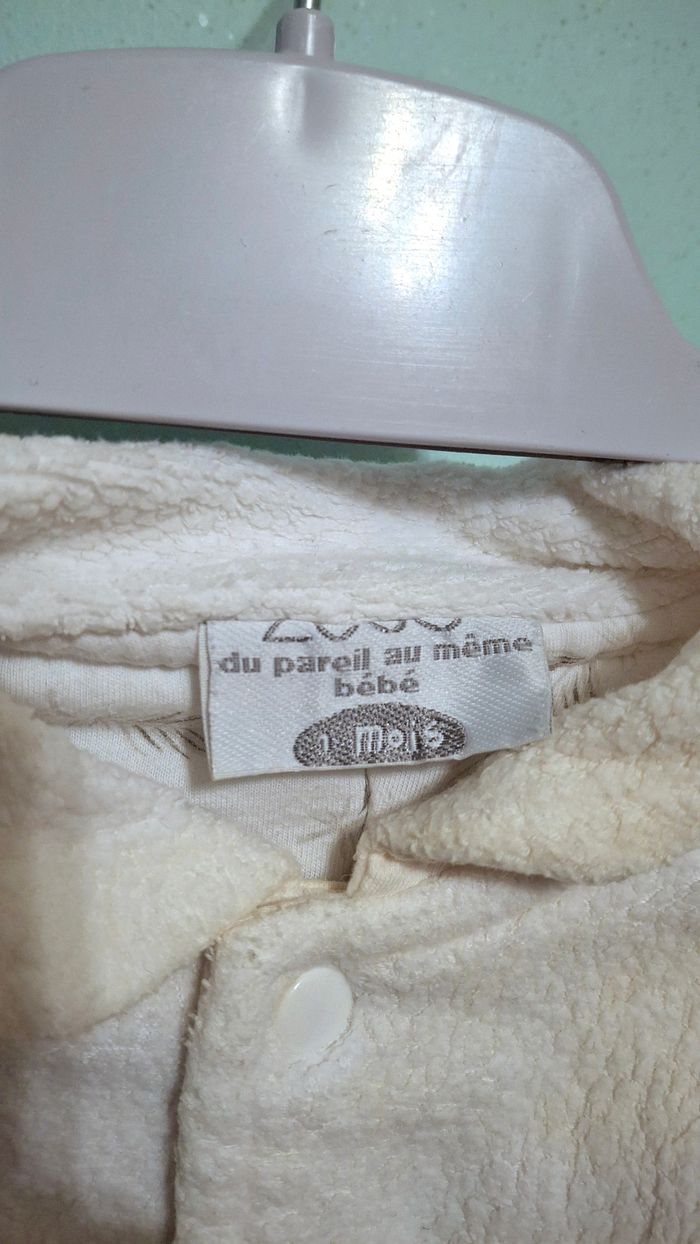 du pareil au même
bébé
1 mois